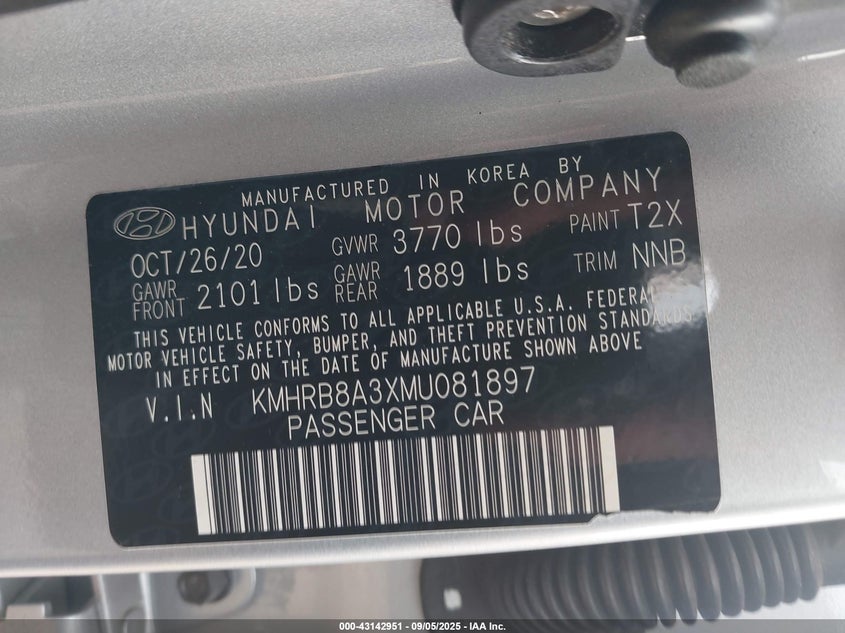 MANUFACTURED IN KOREA BY
HYUNDAI MOTOR COMPANY
OCT/26/20 GVWR 3770 lbs PAINT T2X
GAWR FRONT 2101 lbs GAWR REAR 1889 lbs TRIM NNB
THIS VEHICLE CONFORMS TO ALL APPLICABLE U.S.A. FEDERAL
MOTOR VEHICLE SAFETY, BUMPER, AND THEFT PREVENTION STANDARDS
IN EFFECT ON THE DATE OF MANUFACTURE SHOWN ABOVE
V.I.N KMHRB8A3XMU081897
PASSENGER CAR
000-43142951 - 09/05/2025 - IAA Inc.